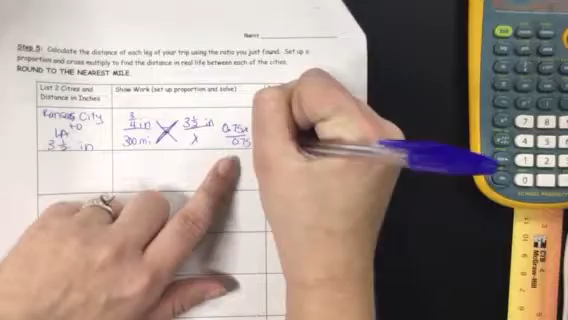 Name
Step 5: Calculate the distance of each leg of your trip using the ratio you just found. Set up a
proportion and cross multiply to find the distance in real life between each of the cities.
ROUND TO THE NEAREST MILE.
List 2 Cities and
Distance in Inches
Show Work (set up proportion and solve)
Kansas City
to
LA
3 1/2 in
3/4 in
300 mi
3 1/2 in
x
0.75x
0.75
McGraw-Hill